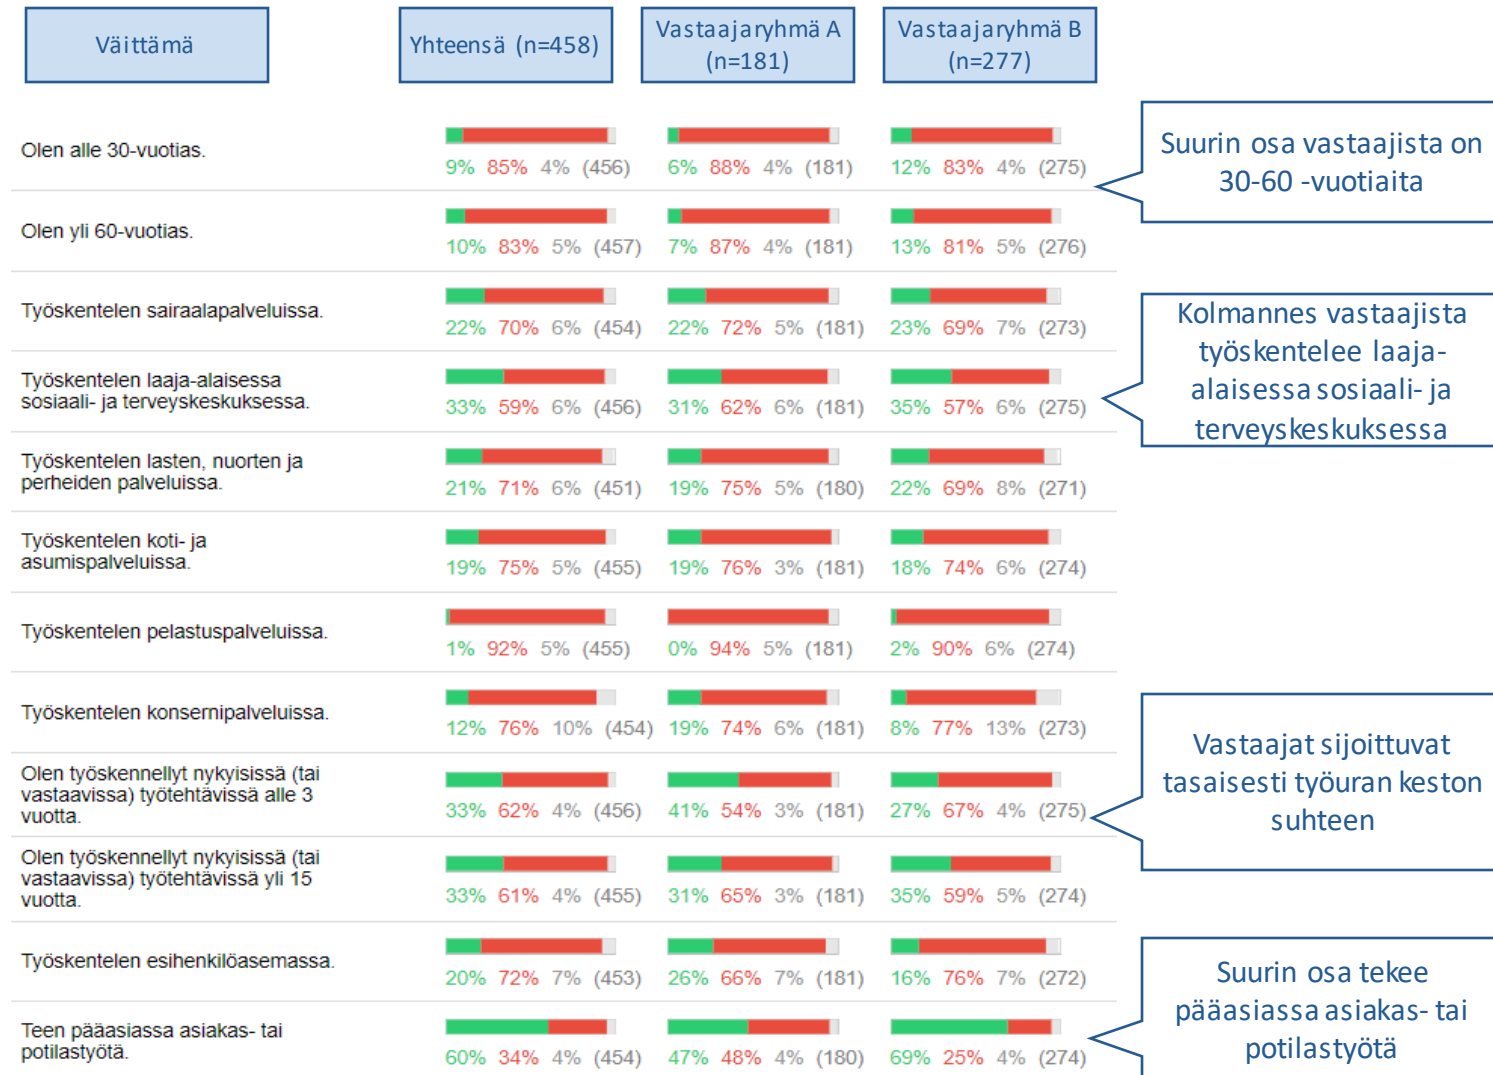 Väittämä
Yhteensä (n=458)
Vastaajaryhmä A
(n=181)
Vastaajaryhmä B
(n=277)
Olen alle 30-vuotias.
9% 85% 4% (456)
6% 88% 4% (181)
12% 83% 4% (275)
Suurin osa vastaajista on
30-60 -vuotiaita
Olen yli 60-vuotias.
10% 83% 5% (457)
7% 87% 4% (181)
13% 81% 5% (276)
Työskentelen sairaalapalveluissa.
22% 70% 6% (454)
22% 72% 5% (181)
23% 69% 7% (273)
Kolmannes vastaajista
työskentelee laaja-
alaisessa sosiaali- ja
terveyskeskuksessa
Työskentelen laaja-alaisessa
sosiaali- ja terveyskeskuksessa.
33% 59% 6% (456)
31% 62% 6% (181)
35% 57% 6% (275)
Työskentelen lasten, nuorten ja
perheiden palveluissa.
21% 71% 6% (451)
19% 75% 5% (180)
22% 69% 8% (271)
Työskentelen koti- ja
asumispalveluissa.
19% 75% 5% (455)
19% 76% 3% (181)
18% 74% 6% (274)
Työskentelen pelastuspalveluissa.
1% 92% 5% (455)
0% 94% 5% (181)
2% 90% 6% (274)
Työskentelen konsernipalveluissa.
12% 76% 10% (454)
19% 74% 6% (181)
8% 77% 13% (273)
Vastaajat sijoittuvat
tasaisesti työuran keston
suhteen
Olen työskennellyt nykyisissä (tai
vastaavissa) työtehtävissä alle 3
vuotta.
33% 62% 4% (456)
41% 54% 3% (181)
27% 67% 4% (275)
Olen työskennellyt nykyisissä (tai
vastaavissa) työtehtävissä yli 15
vuotta.
33% 61% 4% (455)
31% 65% 3% (181)
35% 59% 5% (274)
Työskentelen esihenkilöasemassa.
20% 72% 7% (453)
26% 66% 7% (181)
16% 76% 7% (272)
Suurin osa tekee
pääasiassa asiakas- tai
potilastyötä
Teen pääasiassa asiakas- tai
potilastyötä.
60% 34% 4% (454)
47% 48% 4% (180)
69% 25% 4% (274)